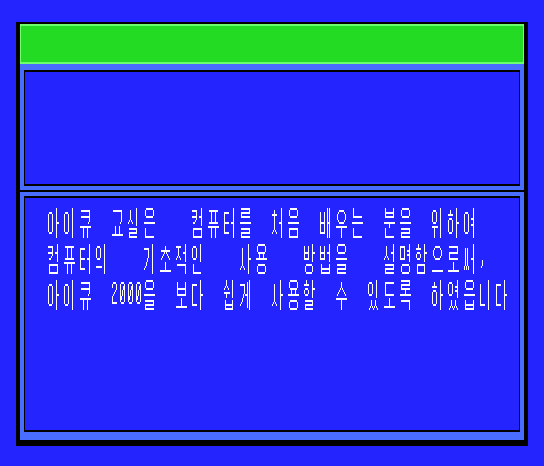 아이큐 교실은 컴퓨터를 처음 배우는 분을 위하여
컴퓨터의 기초적인 사용 방법을 설명함으로써,
아이큐 2000을 보다 쉽게 사용할 수 있도록 하였읍니다